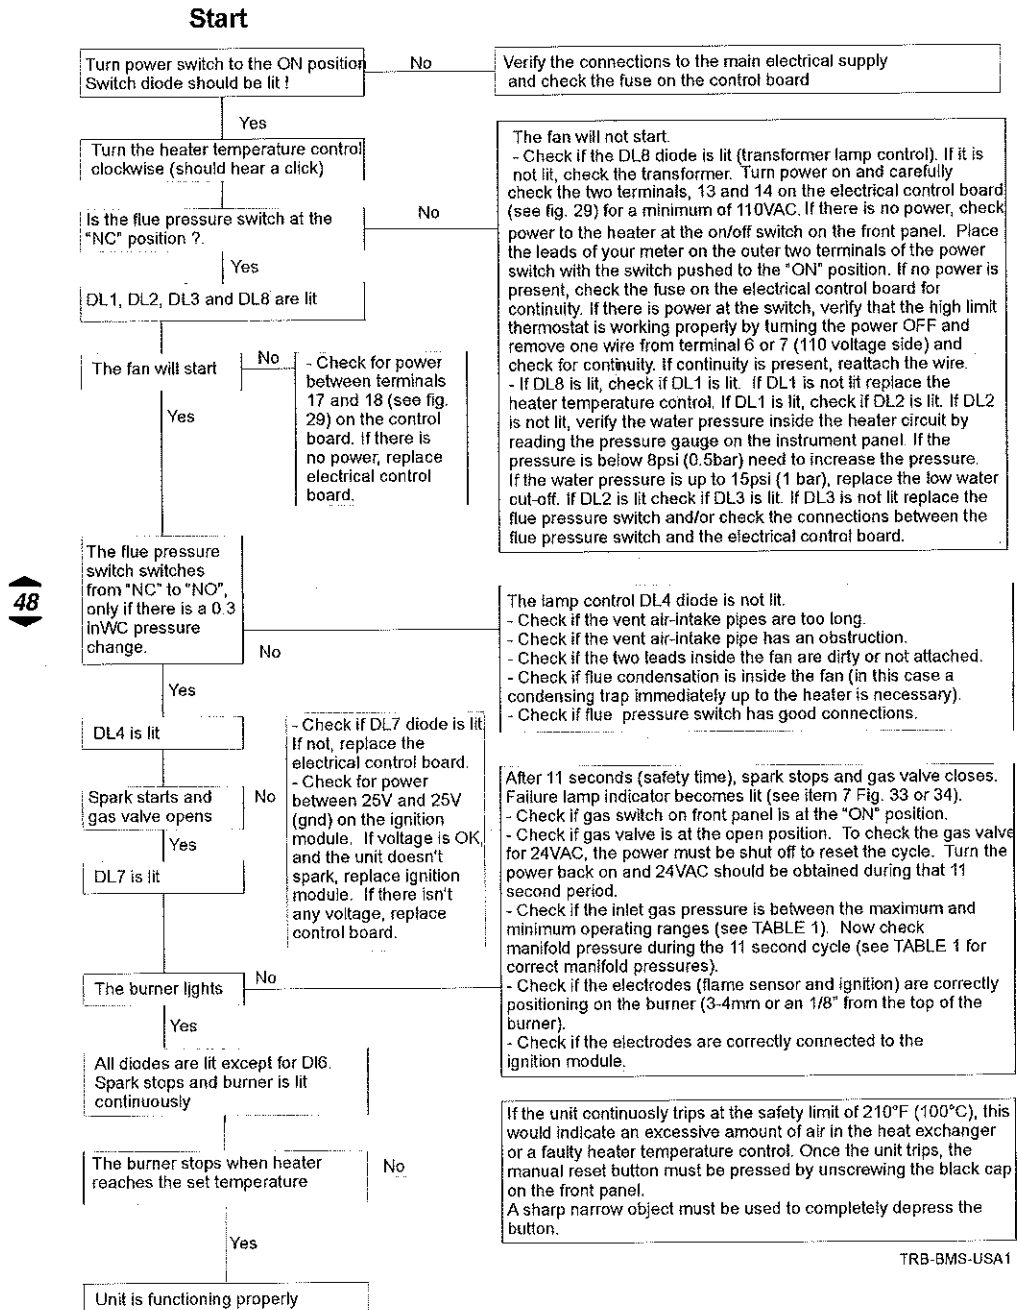 Start
Turn power switch to the ON position
Switch diode should be lit !
No
Verify the connections to the main electrical supply
and check the fuse on the control board
Yes
Turn the heater temperature control
clockwise (should hear a click)
Is the flue pressure switch at the
"NC" position ?.
No
The fan will not start.
- Check if the DL8 diode is lit (transformer lamp control). If it is
not lit, check the transformer. Turn power on and carefully
check the two terminals, 13 and 14 on the electrical control board
(see fig. 29) for a minimum of 110VAC. If there is no power, check
power to the heater at the on/off switch on the front panel. Place
the leads of your meter on the outer two terminals of the power
switch with the switch pushed to the "ON" position. If no power is
present, check the fuse on the electrical control board for
continuity. If there is power at the switch, verify that the high limit
thermostat is working properly by turning the power OFF and
remove one wire from terminal 6 or 7 (110 voltage side) and
check for continuity. If continuity is present, reattach the wire.
- If DL8 is lit, check if DL1 is lit. If DL1 is not lit replace the
heater temperature control. If DL1 is lit, check if DL2 is lit. If DL2
is not lit, verify the water pressure inside the heater circuit by
reading the pressure gauge on the instrument panel. If the
pressure is below 8psi (0.5bar) need to increase the pressure.
If the water pressure is up to 15psi (1 bar), replace the low water
cut-off. If DL2 is lit check if DL3 is lit. If DL3 is not lit replace the
flue pressure switch and/or check the connections between the
flue pressure switch and the electrical control board.
Yes
DL1, DL2, DL3 and DL8 are lit
The fan will start
No
- Check for power
between terminals
17 and 18 (see fig.
29) on the control
board. If there is
no power, replace
electrical control
board.
Yes
The flue pressure
switch switches
from "NC" to "NO",
only if there is a 0.3
inWC pressure
change.
48
No
The lamp control DL4 diode is not lit.
- Check if the vent air-intake pipes are too long.
- Check if the vent air-intake pipe has an obstruction.
- Check if the two leads inside the fan are dirty or not attached.
- Check if flue condensation is inside the fan (in this case a
condensing trap immediately up to the heater is necessary).
- Check if flue pressure switch has good connections.
Yes
DL4 is lit
Spark starts and
gas valve opens
No
- Check if DL7 diode is lit
If not, replace the
electrical control board.
- Check for power
between 25V and 25V
(gnd) on the ignition
module. If voltage is OK,
and the unit doesn't
spark, replace ignition
module. If there isn't
any voltage, replace
control board.
Yes
DL7 is lit
The burner lights
No
After 11 seconds (safety time), spark stops and gas valve closes.
Failure lamp indicator becomes lit (see item 7 Fig. 33 or 34).
- Check if gas switch on front panel is at the "ON" position.
- Check if gas valve is at the open position. To check the gas valve
for 24VAC, the power must be shut off to reset the cycle. Turn the
power back on and 24VAC should be obtained during that 11
second period.
- Check if the inlet gas pressure is between the maximum and
minimum operating ranges (see TABLE 1). Now check
manifold pressure during the 11 second cycle (see TABLE 1 for
correct manifold pressures).
- Check if the electrodes (flame sensor and ignition) are correctly
positioning on the burner (3-4mm or an 1/8" from the top of the
burner).
- Check if the electrodes are correctly connected to the
ignition module.
Yes
All diodes are lit except for Dl6.
Spark stops and burner is lit
continuously
The burner stops when heater
reaches the set temperature
No
If the unit continuosly trips at the safety limit of 210°F (100°C), this
would indicate an excessive amount of air in the heat exchanger
or a faulty heater temperature control. Once the unit trips, the
manual reset button must be pressed by unscrewing the black cap
on the front panel.
A sharp narrow object must be used to completely depress the
button.
Yes
TRB-BMS-USA1
Unit is functioning properly